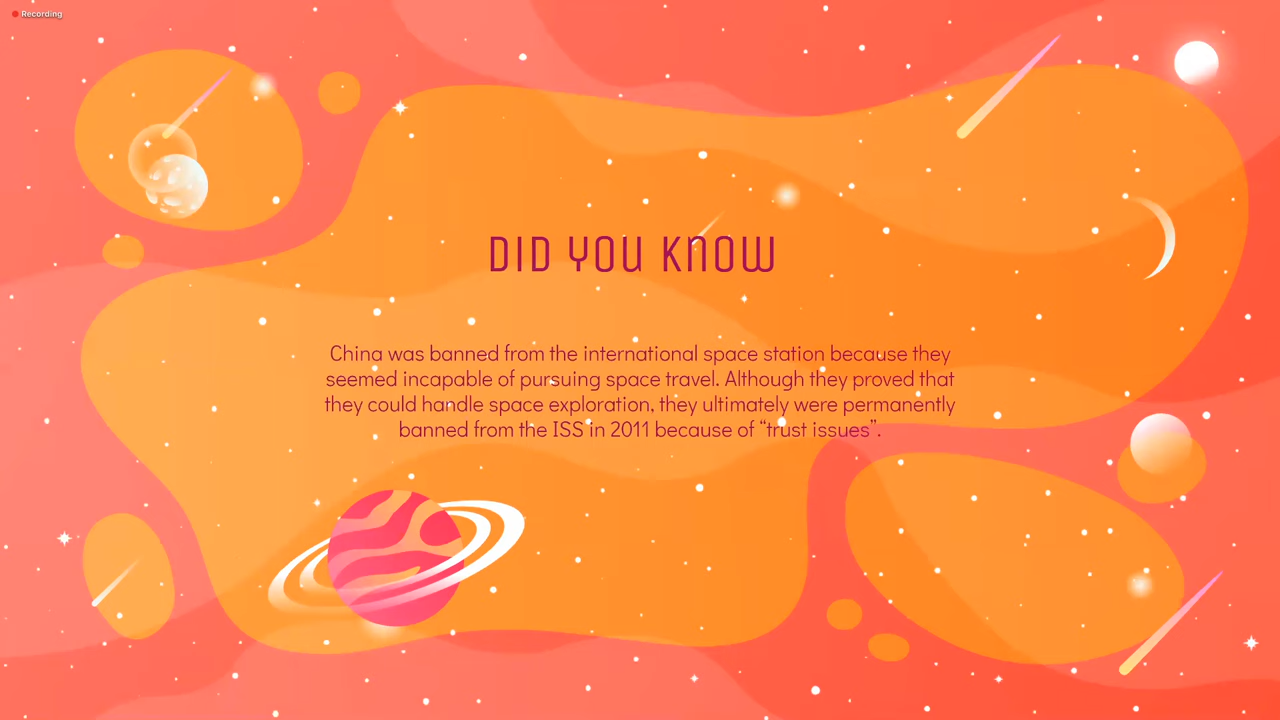 Recording
DID YOU KNOW
China was banned from the international space station because they
seemed incapable of pursuing space travel. Although they proved that
they could handle space exploration, they ultimately were permanently
banned from the ISS in 2011 because of “trust issues”.